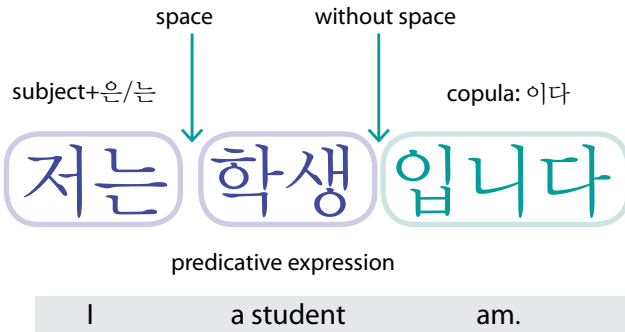 space without space
subject+은/는 copula: 이다
저는 학생입니다
predicative expression
I a student am.